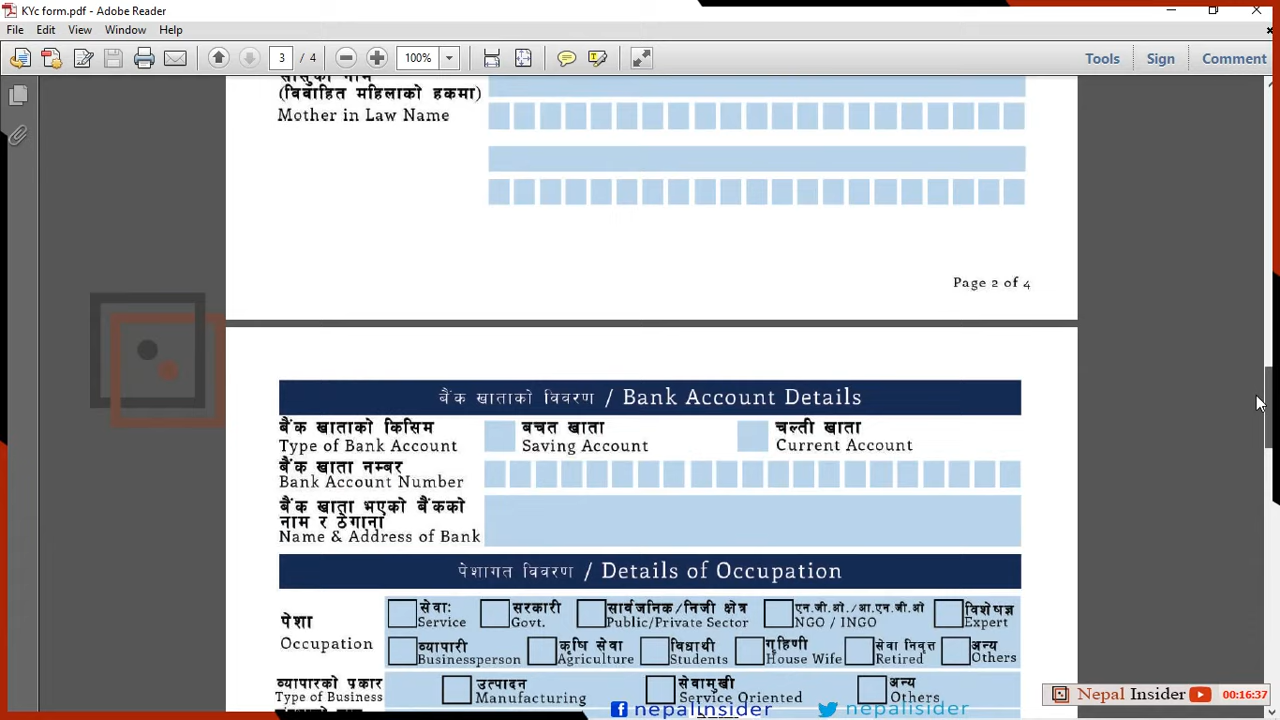 KYc form.pdf - Adobe Reader
File Edit View Window Help
3 / 4 100% Tools Sign Comment
सासुको नाम
(विवाहित महिलाको हकमा)
Mother in Law Name
Page 2 of 4
बैंक खाताको विवरण / Bank Account Details
बैंक खाताको किसिम बचत खाता चल्ती खाता
Type of Bank Account Saving Account Current Account
बैंक खाता नम्बर
Bank Account Number
बैंक खाता भएको बैंकको
नाम र ठेगाना
Name & Address of Bank
पेशागत विवरण / Details of Occupation
पेशा सेवा: सरकारी सार्वजनिक/निजी क्षेत्र एन.जी.ओ./आ.एन.जी.ओ विशेषज्ञ
Occupation Service Govt. Public/Private Sector NGO / INGO Expert
व्यापारी कृषि सेवा विद्यार्थी गृहिणी सेवा निवृत्त अन्य
Businessperson Agriculture Students House Wife Retired Others
व्यापारको प्रकार उत्पादन सेवामुखी अन्य
Type of Business Manufacturing Service Oriented Others
Nepal Insider 00:16:37
nepalinsider nepalisider